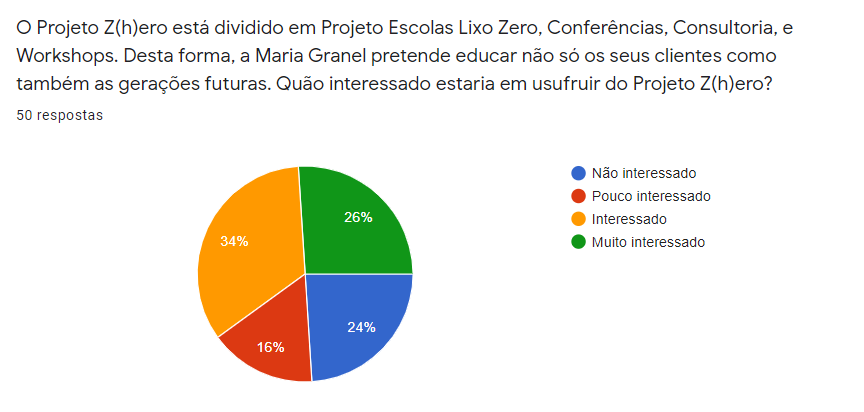 O Projeto Z(h)ero está dividido em Projeto Escolas Lixo Zero, Conferências, Consultoria, e
Workshops. Desta forma, a Maria Granel pretende educar não só os seus clientes como
também as gerações futuras. Quão interessado estaria em usufruir do Projeto Z(h)ero?
50 respostas
Não interessado
Pouco interessado
Interessado
Muito interessado
26%
34%
24%
16%